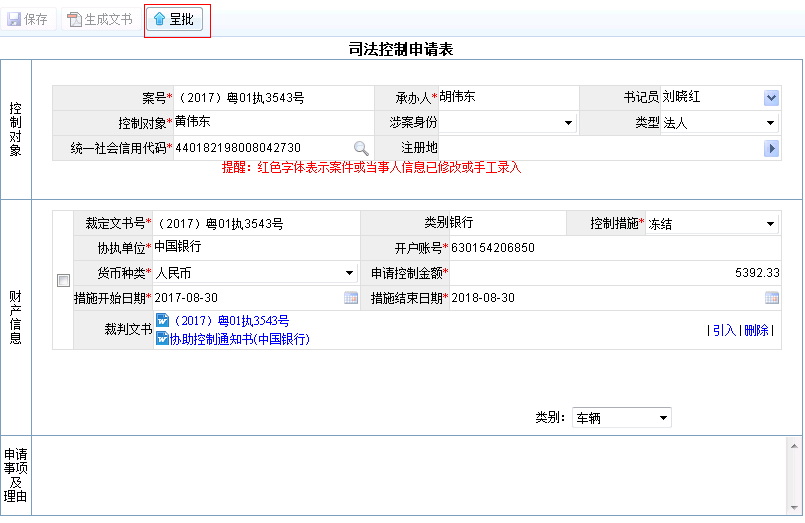 保存 生成文书 呈批
司法控制申请表
控制对象
案号* （2017）粤01执3543号 承办人* 胡伟东 书记员 刘晓红
控制对象* 黄伟东 涉案身份 类型 法人
统一社会信用代码* 440182198008042730 注册地
提醒：红色字体表示案件或当事人信息已修改或手工录入
财产信息
裁定文书号* （2017）粤01执3543号 类别 银行 控制措施* 冻结
协执单位* 中国银行 开户账号* 630154206850
货币种类* 人民币 申请控制金额* 5392.33
措施开始日期* 2017-08-30 措施结束日期* 2018-08-30
裁判文书 （2017）粤01执3543号
协助控制通知书(中国银行) | 引入 | 删除 |
类别： 车辆
申请事项及理由